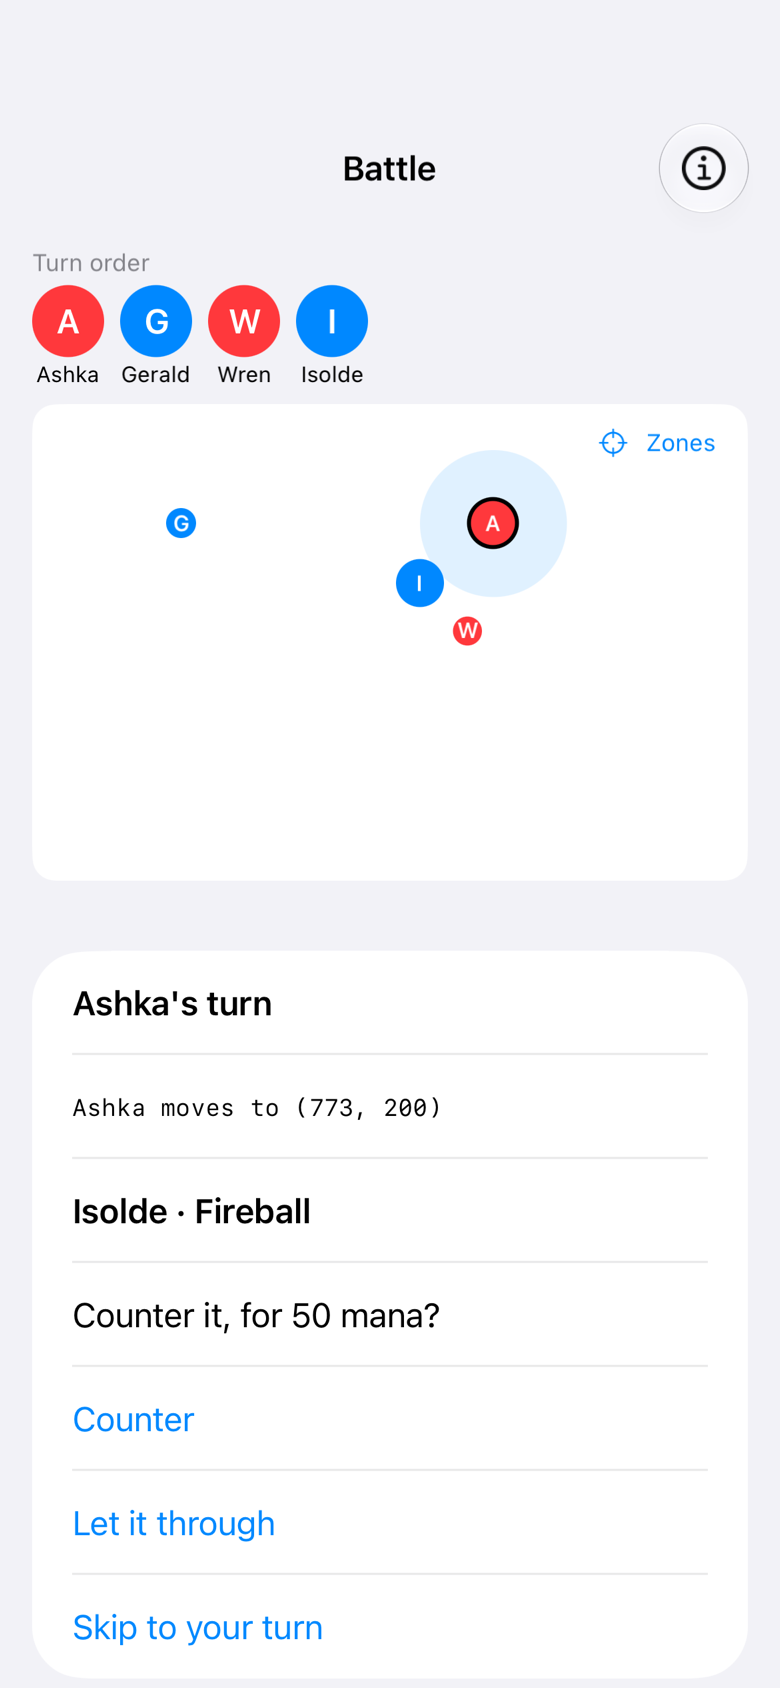 Battle
Turn order
A G W I
Ashka Gerald Wren Isolde
Zones
G
A
I
W
Ashka's turn
Ashka moves to (773, 200)
Isolde · Fireball
Counter it, for 50 mana?
Counter
Let it through
Skip to your turn